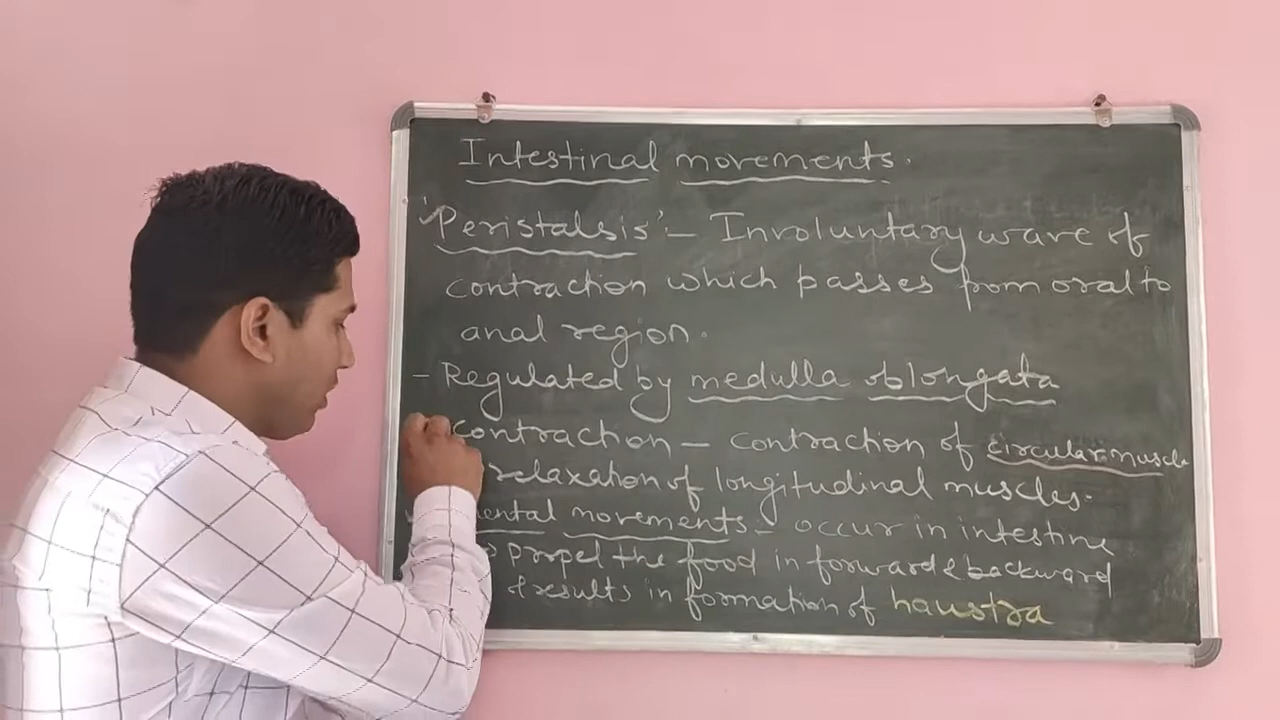 Intestinal movements.
'Peristalsis' – Involuntary wave of
contraction which passes from oral to
anal region.
– Regulated by medulla oblongata
contraction – contraction of circular muscle
relaxation of longitudinal muscles.
movements – occur in intestine
propel the food in forward & backward
& results in formation of haustra